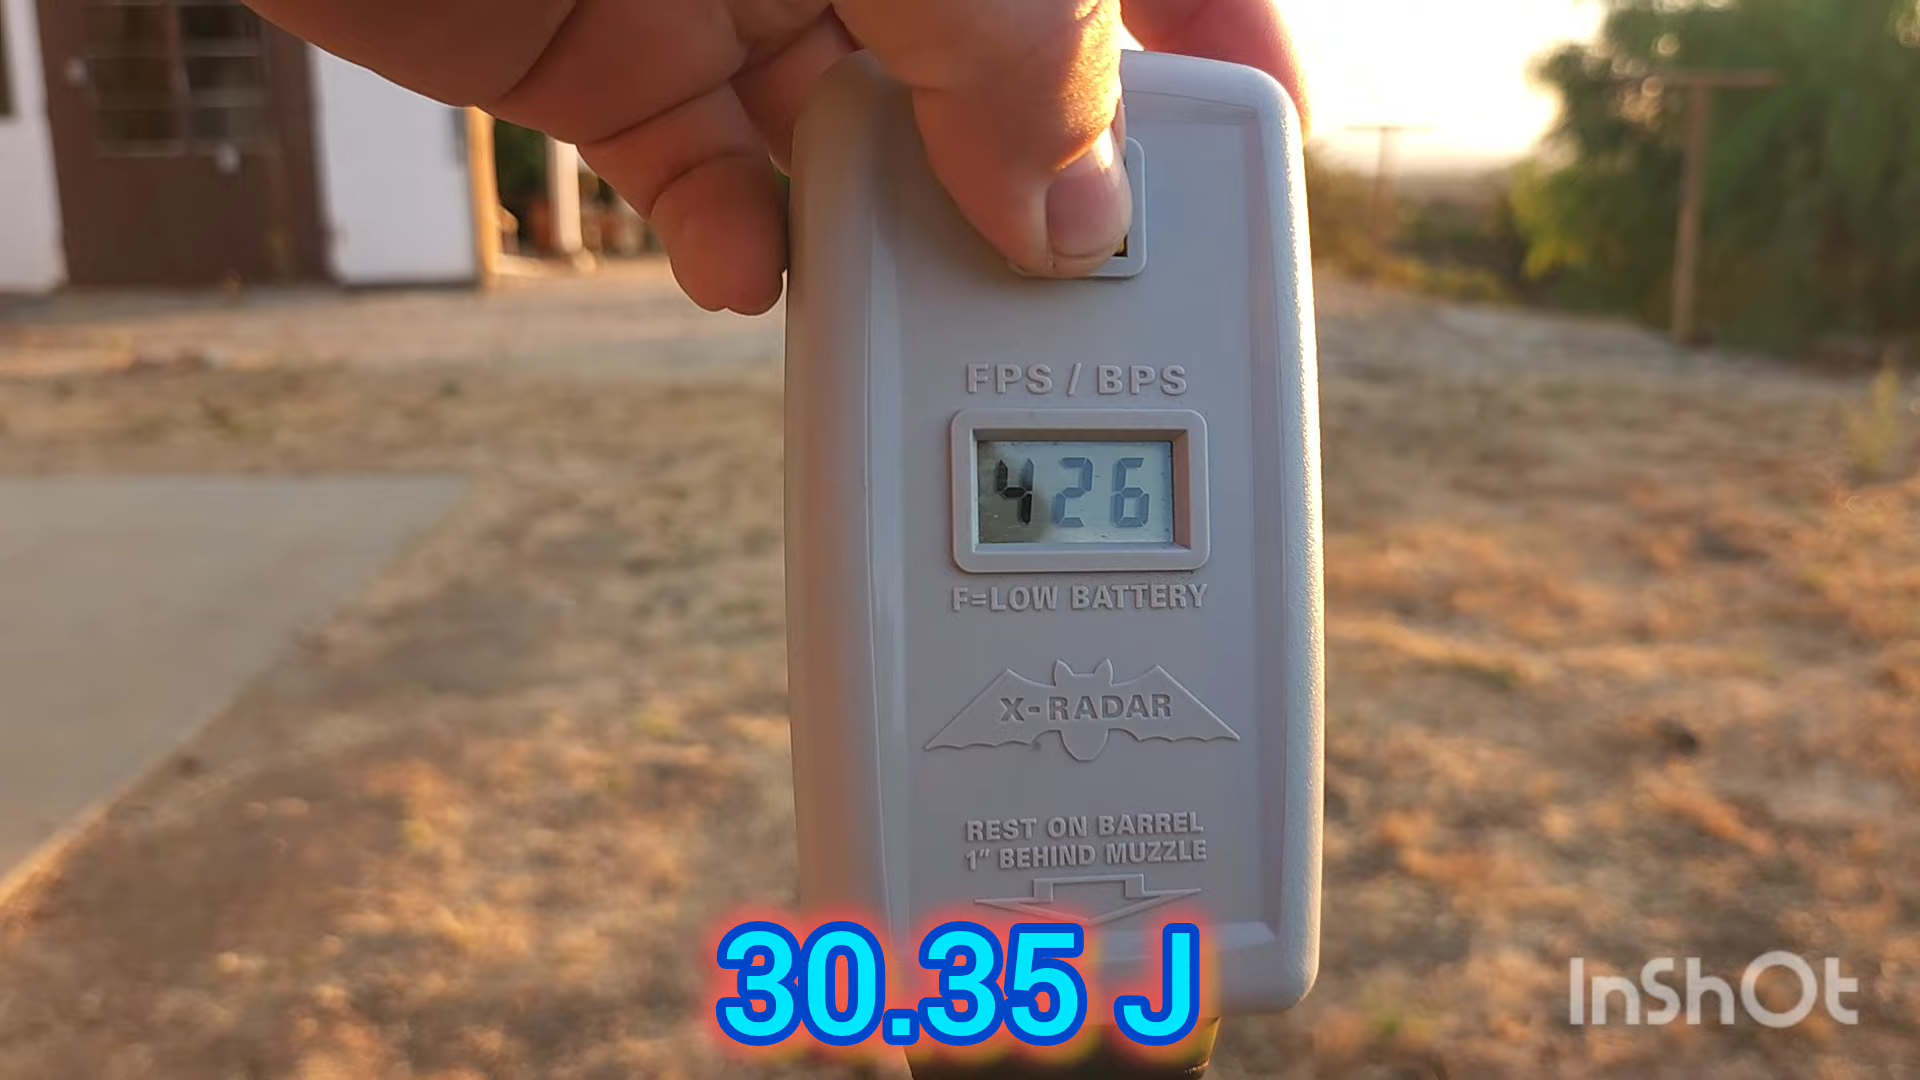 FPS / BPS
426
F=LOW BATTERY
X-RADAR
REST ON BARREL
1" BEHIND MUZZLE
30.35 J
InShOt